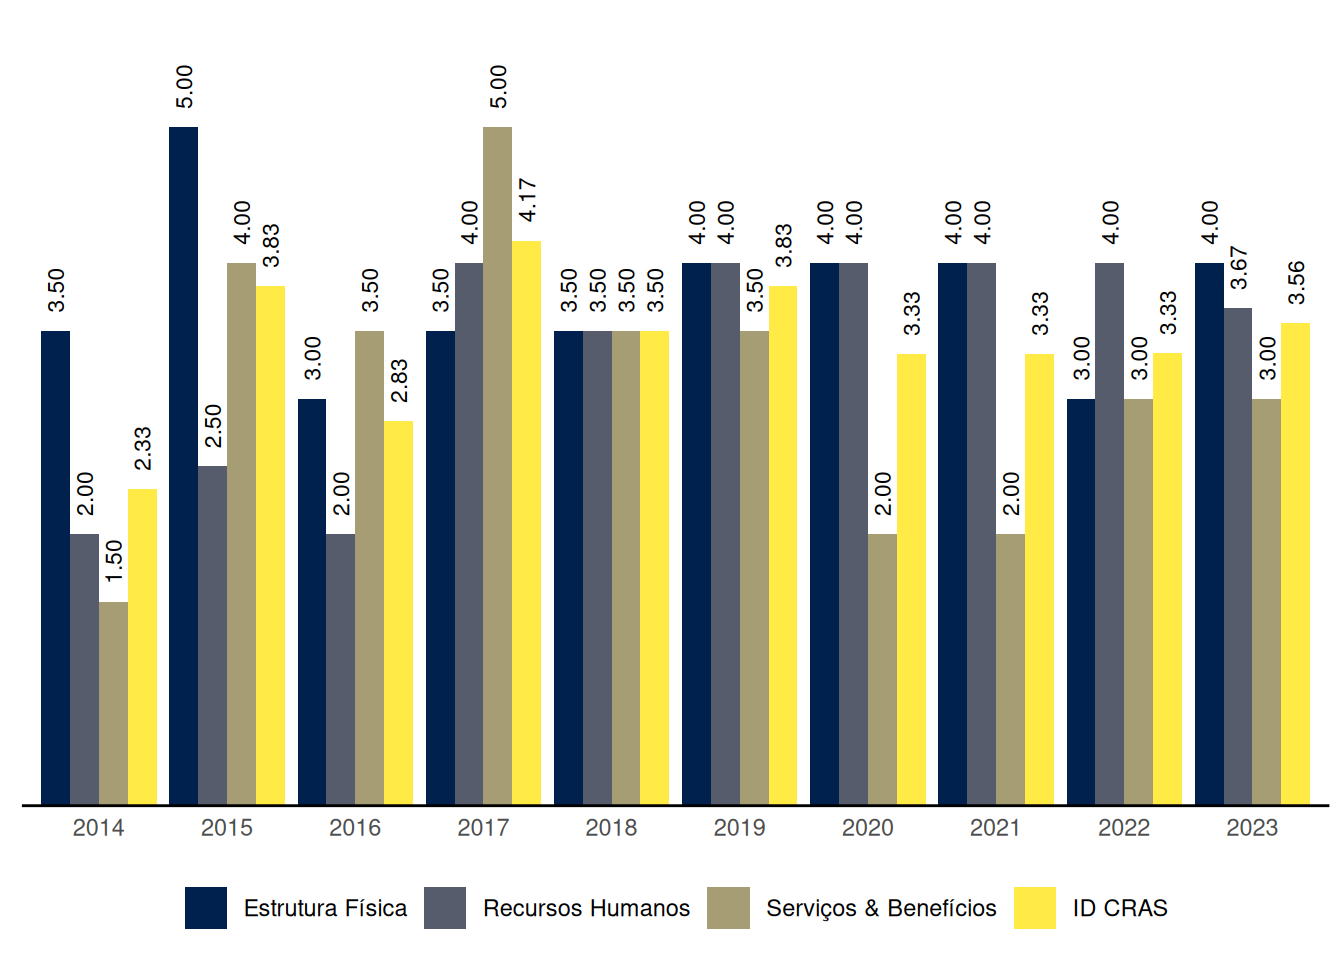 3.50 2.00 1.50 2.33
5.00 2.50 4.00 3.83
3.00 2.00 3.50 2.83
3.50 4.00 5.00 4.17
3.50 3.50 3.50 3.50
4.00 4.00 3.50 3.83
4.00 4.00 2.00 3.33
4.00 4.00 2.00 3.33
3.00 4.00 3.00 3.33
4.00 3.67 3.00 3.56
2014 2015 2016 2017 2018 2019 2020 2021 2022 2023
Estrutura Física Recursos Humanos Serviços & Benefícios ID CRAS